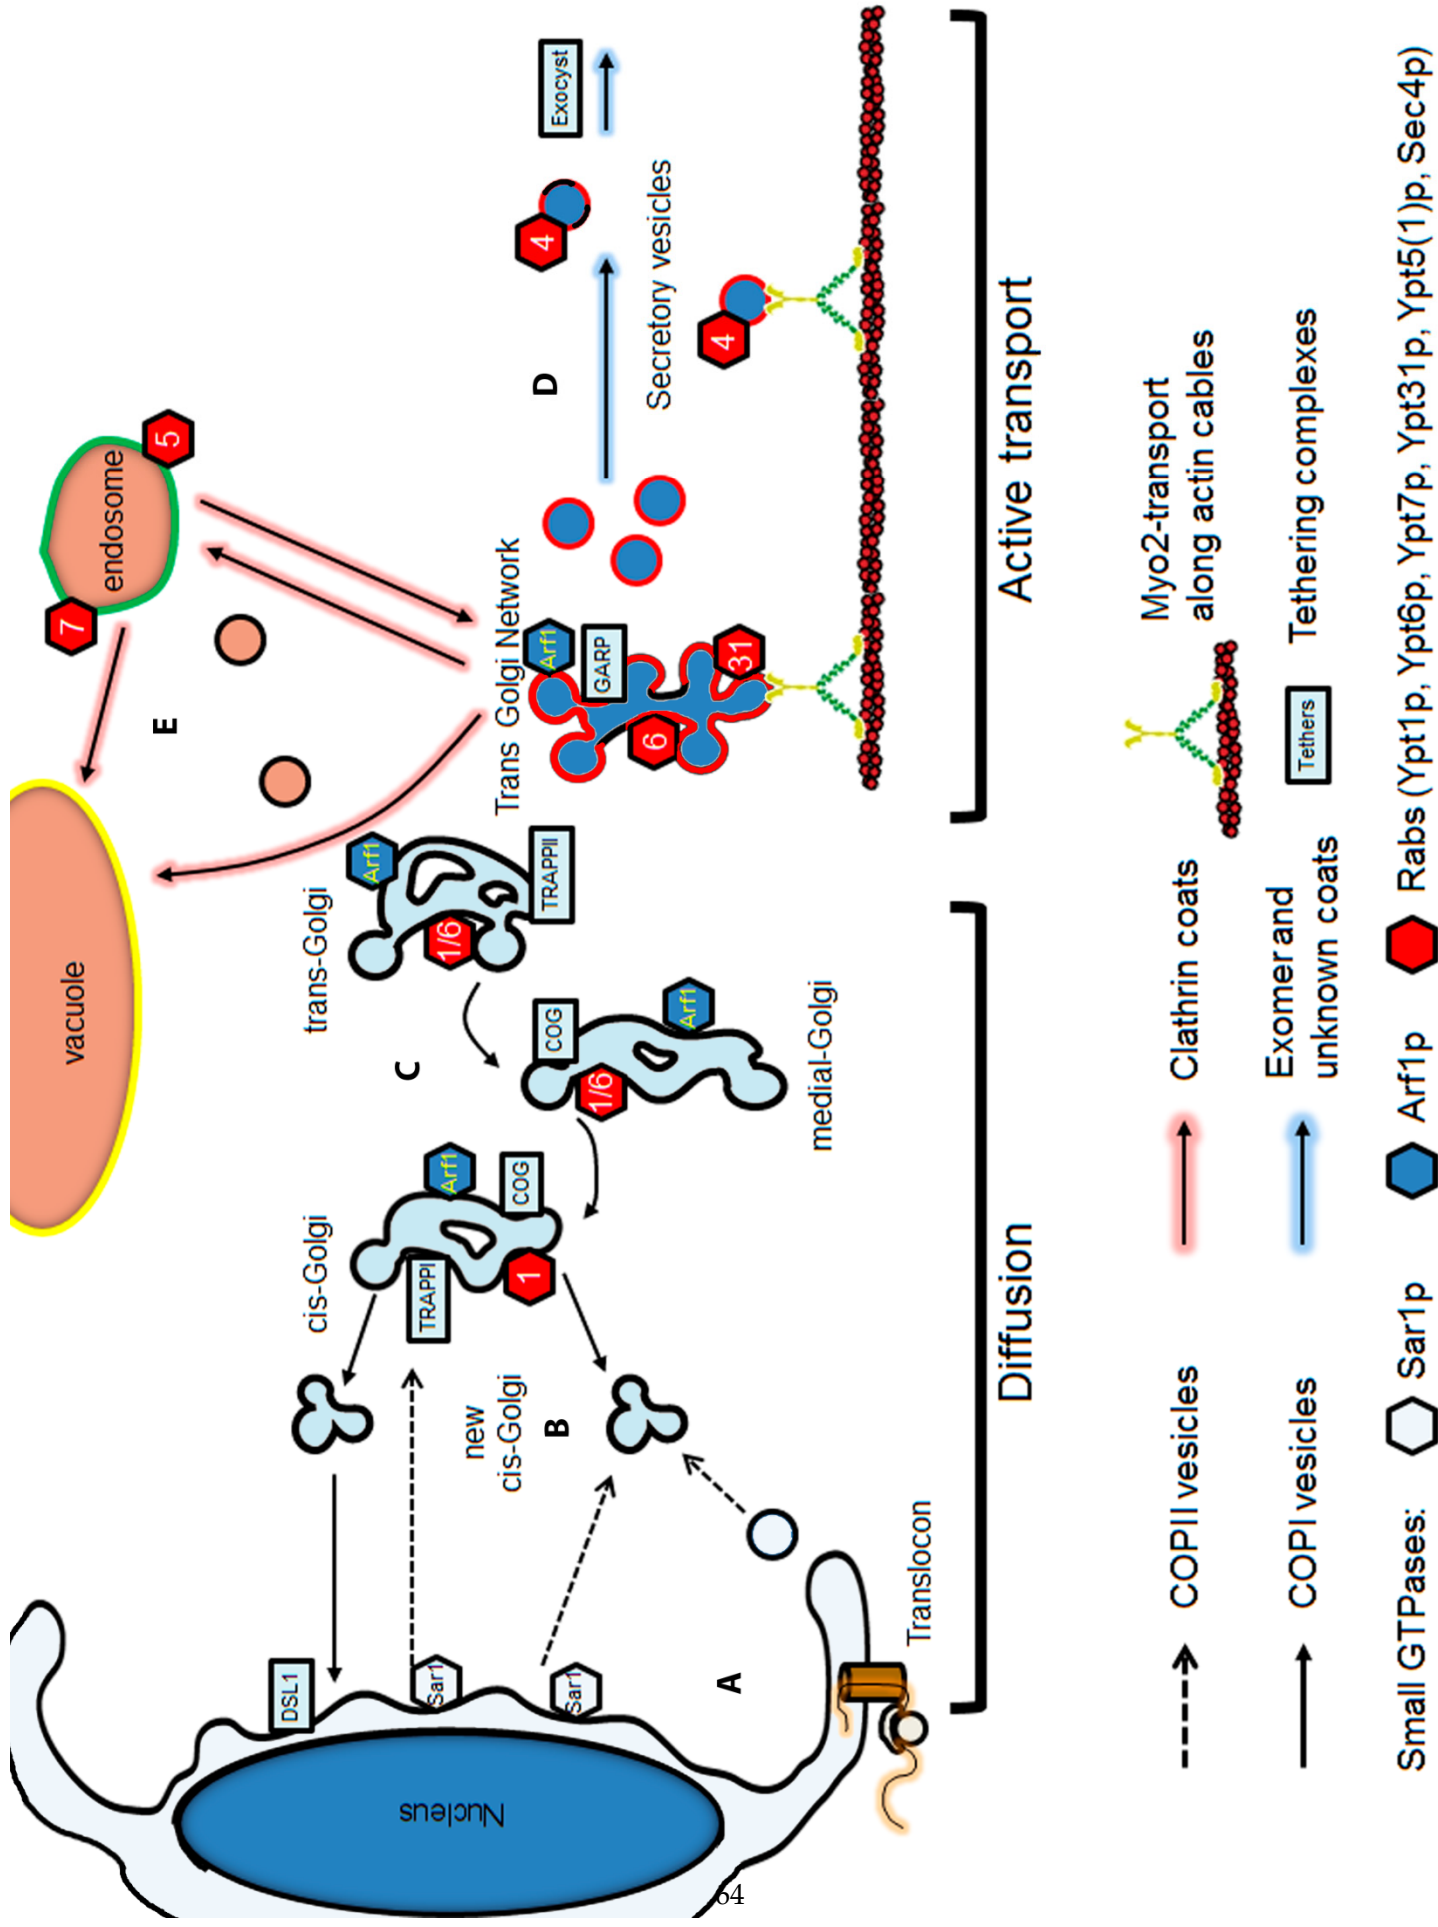 vacuole
endosome
7
5
E
DSL1
cis-Golgi
trans-Golgi
Arf1
TRAPPI
Arf1
1/6
TRAPPII
Trans Golgi Network
Arf1
GARP
6
31
D
4
Exocyst
Secretory vesicles
4
Nucleus
Sar1
Sar1
A
new
cis-Golgi
B
1
COG
C
COG
1/6
Arf1
medial-Golgi
Translocon
Diffusion
Active transport
COPII vesicles
Clathrin coats
Myo2-transport
along actin cables
COPI vesicles
Exomer and
unknown coats
Tethers
Tethering complexes
Small GTPases: Sar1p Arf1p Rabs (Ypt1p, Ypt6p, Ypt7p, Ypt31p, Ypt5(1)p, Sec4p)
64